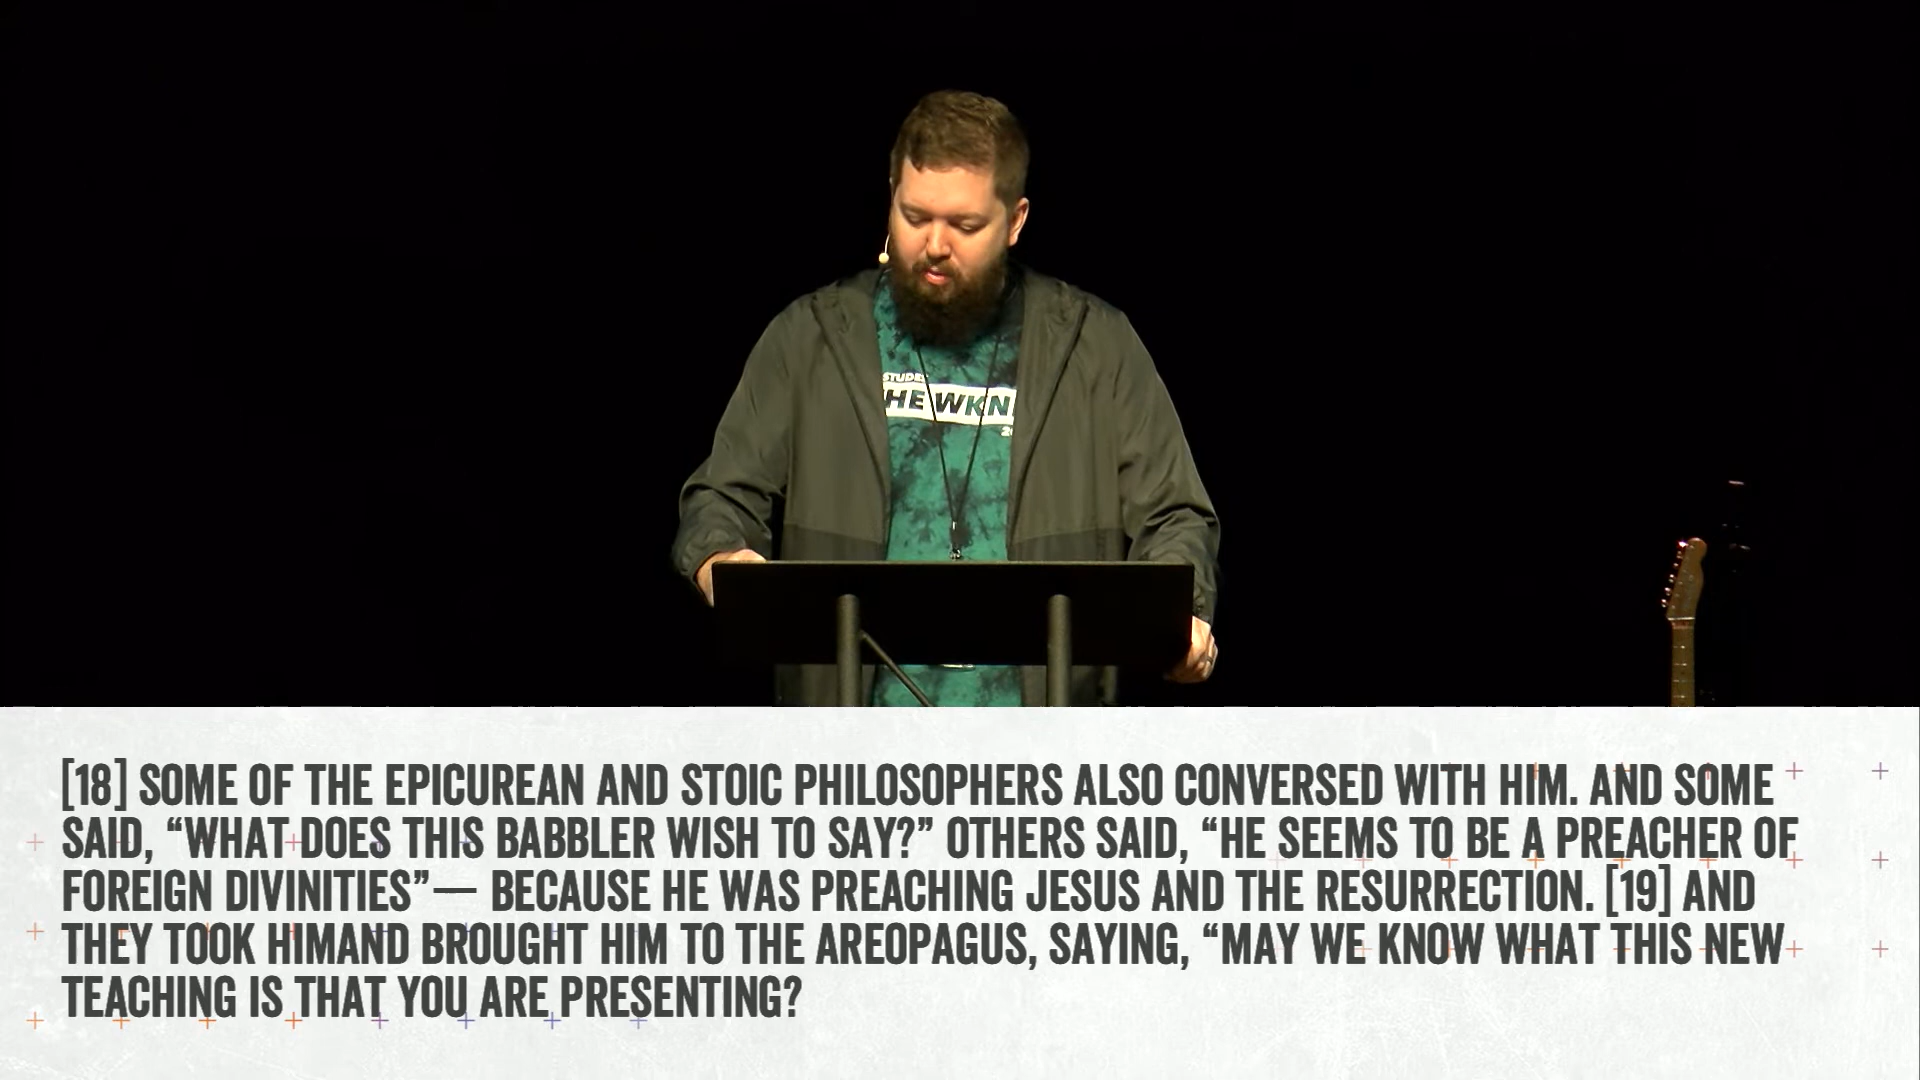 STUDE
HE WKN
[18] SOME OF THE EPICUREAN AND STOIC PHILOSOPHERS ALSO CONVERSED WITH HIM. AND SOME
SAID, “WHAT DOES THIS BABBLER WISH TO SAY?” OTHERS SAID, “HE SEEMS TO BE A PREACHER OF
FOREIGN DIVINITIES”— BECAUSE HE WAS PREACHING JESUS AND THE RESURRECTION. [19] AND
THEY TOOK HIMAND BROUGHT HIM TO THE AREOPAGUS, SAYING, “MAY WE KNOW WHAT THIS NEW
TEACHING IS THAT YOU ARE PRESENTING?